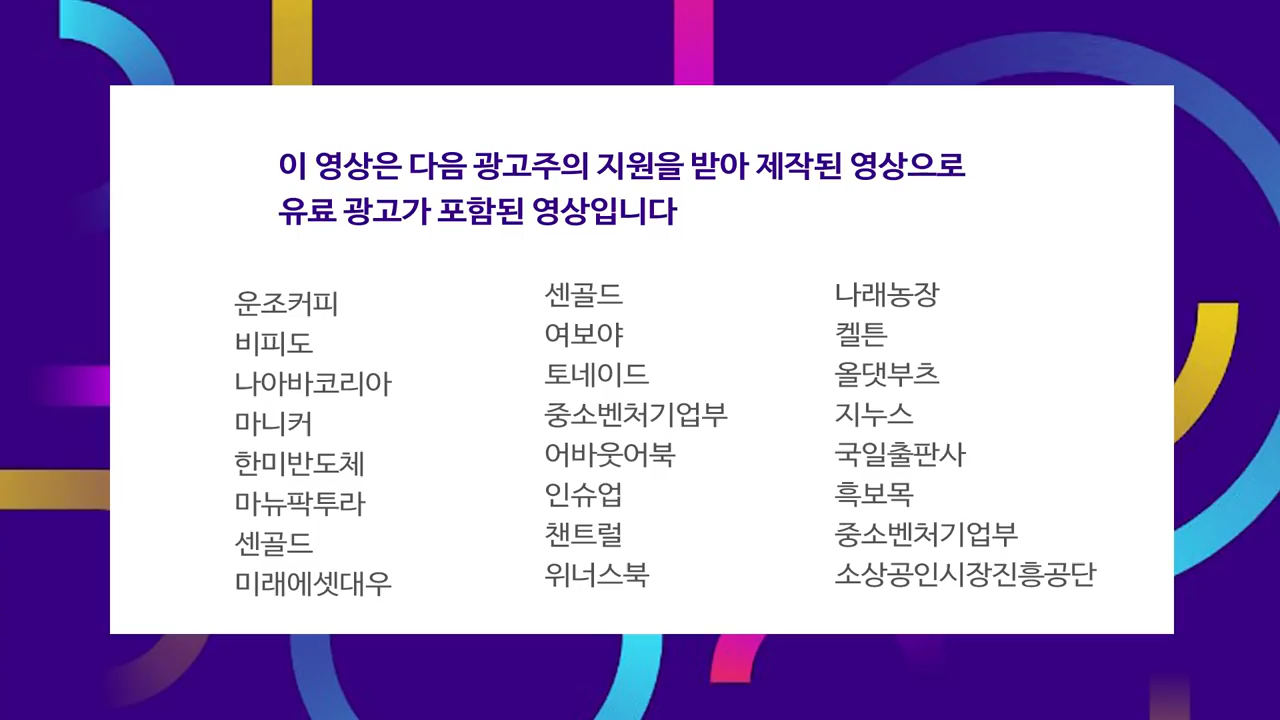 이 영상은 다음 광고주의 지원을 받아 제작된 영상으로
유료 광고가 포함된 영상입니다
운조커피
비피도
나아바코리아
마니커
한미반도체
마뉴팍투라
센골드
미래에셋대우
센골드
여보야
토네이드
중소벤처기업부
어바웃어북
인슈업
챈트럴
위너스북
나래농장
켈튼
올댓부츠
지누스
국일출판사
흑보목
중소벤처기업부
소상공인시장진흥공단